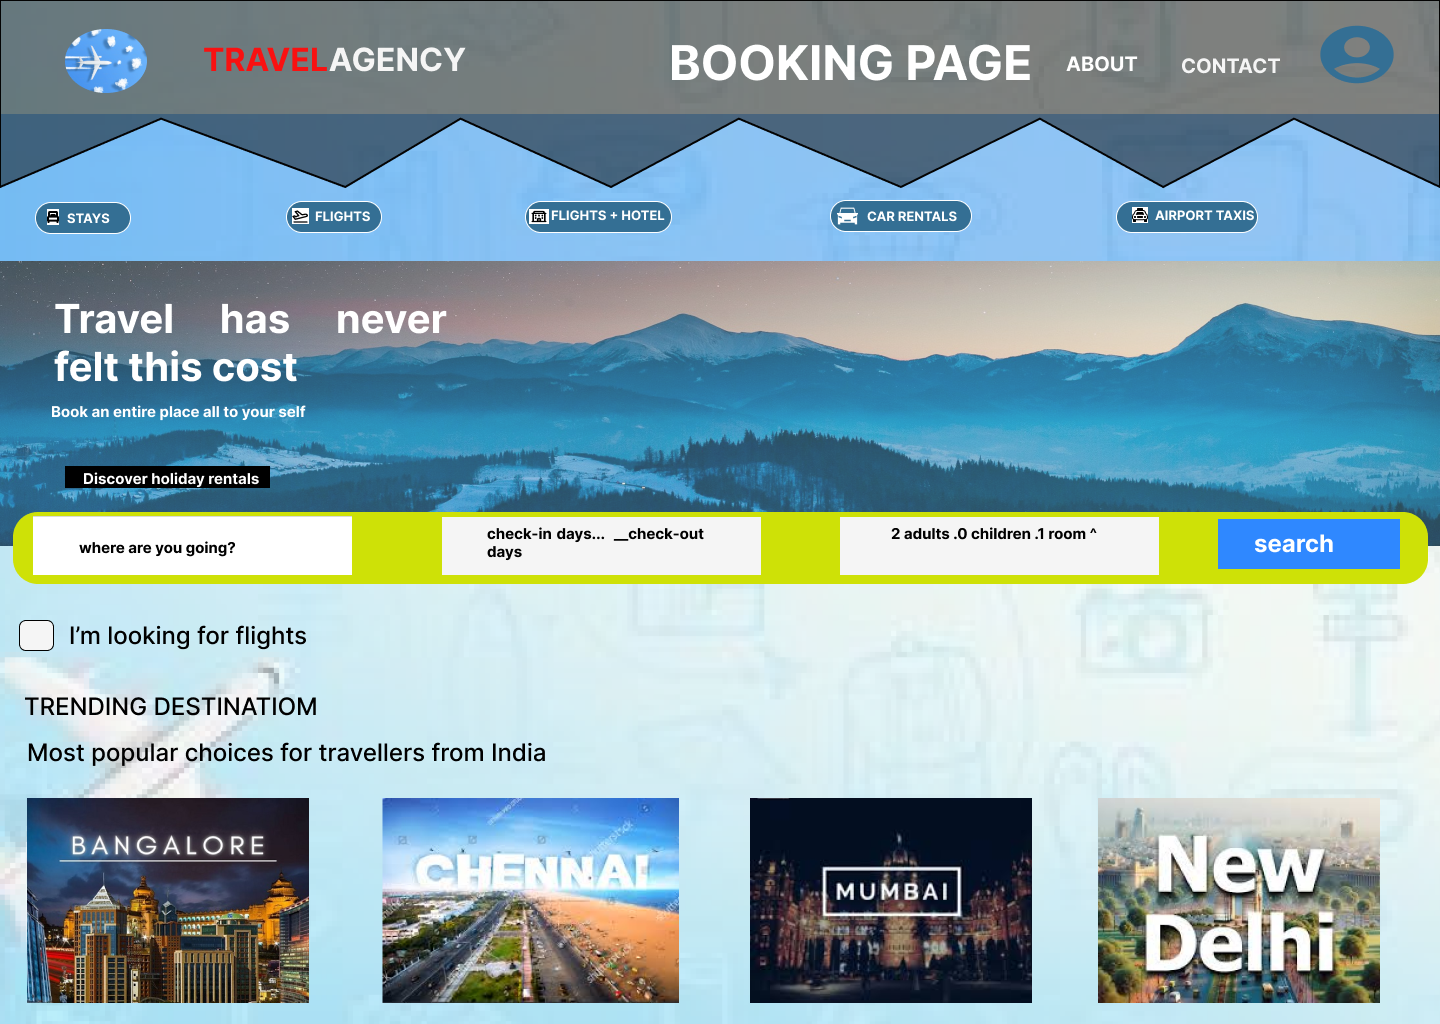 TRAVELAGENCY
BOOKING PAGE
ABOUT
CONTACT
STAYS
FLIGHTS
FLIGHTS + HOTEL
CAR RENTALS
AIRPORT TAXIS
Travel has never
felt this cost
Book an entire place all to your self
Discover holiday rentals
where are you going?
check-in days... __check-out
days
2 adults .0 children .1 room ^
search
I’m looking for flights
TRENDING DESTINATIOM
Most popular choices for travellers from India
BANGALORE
CHENNAI
MUMBAI
New
Delhi